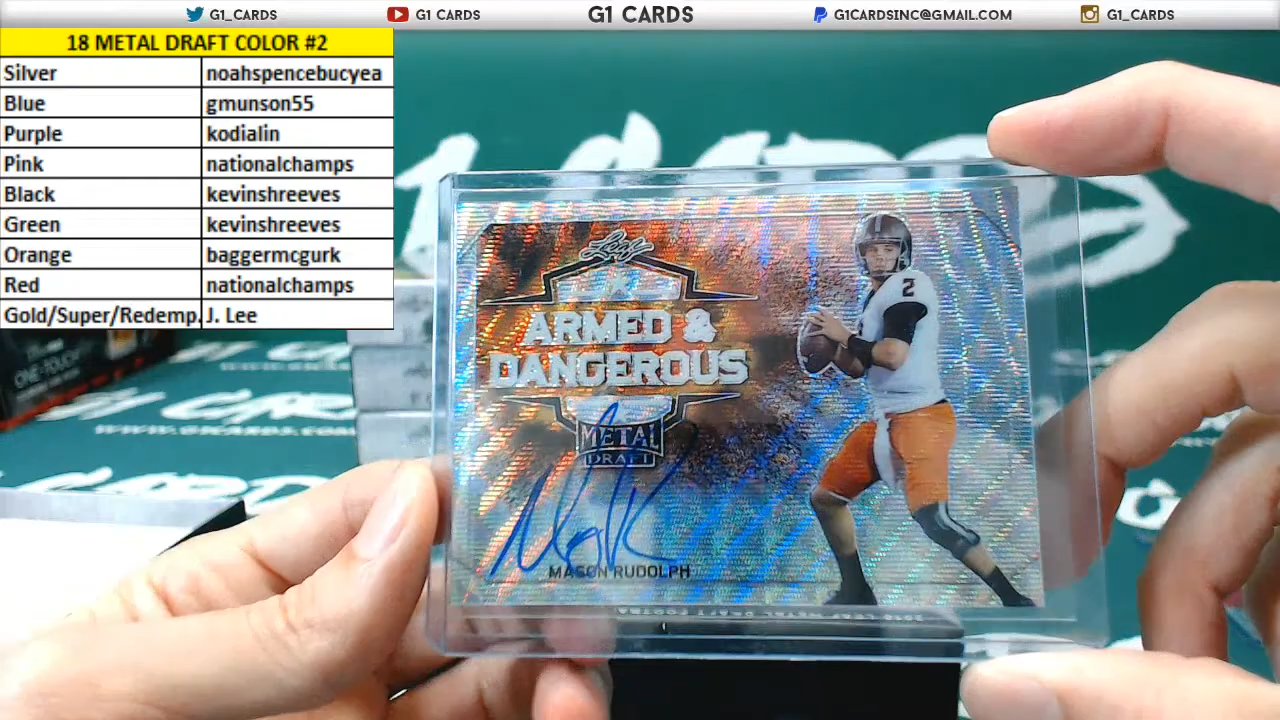 G1_CARDS
G1 CARDS
G1 CARDS
G1CARDSINC@GMAIL.COM
G1_CARDS
18 METAL DRAFT COLOR #2
Silver noahspencebucyea
Blue gmunson55
Purple kodialin
Pink nationalchamps
Black kevinshreeves
Green kevinshreeves
Orange baggermcgurk
Red nationalchamps
Gold/Super/Redemp. J. Lee
Leaf
ARMED &
DANGEROUS
METAL
DRAFT
2
MASON RUDOLPH
ONE-TOUCH